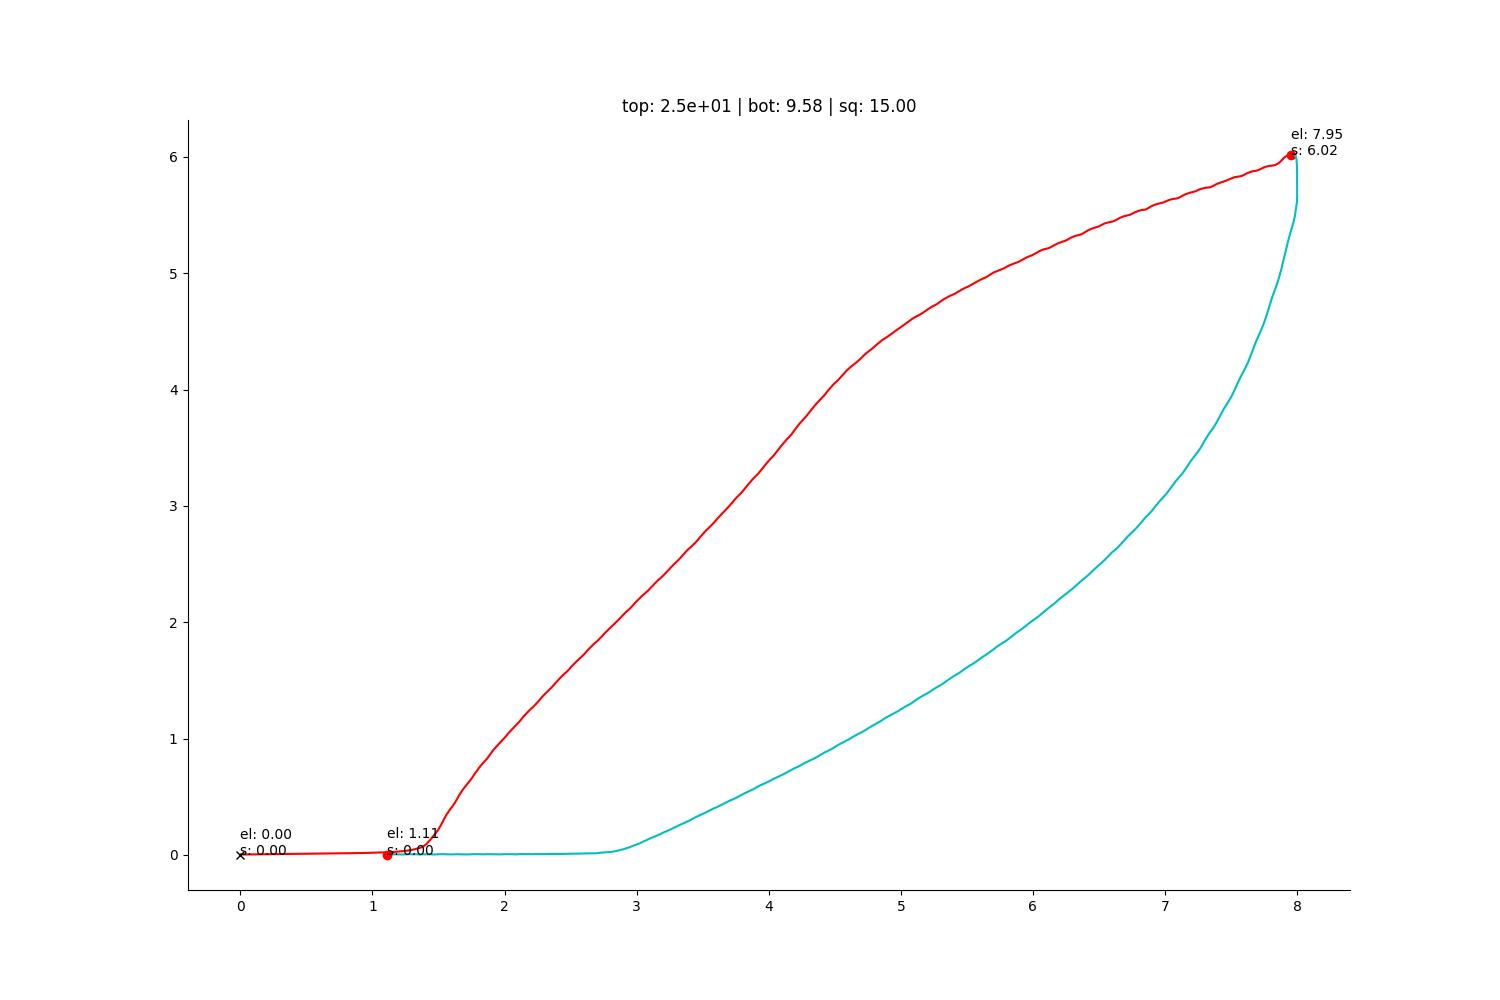 top: 2.5e+01 | bot: 9.58 | sq: 15.00
el: 7.95
s: 6.02
6
5
4
3
2
1
0
el: 0.00
s: 0.00
el: 1.11
s: 0.00
0 1 2 3 4 5 6 7 8